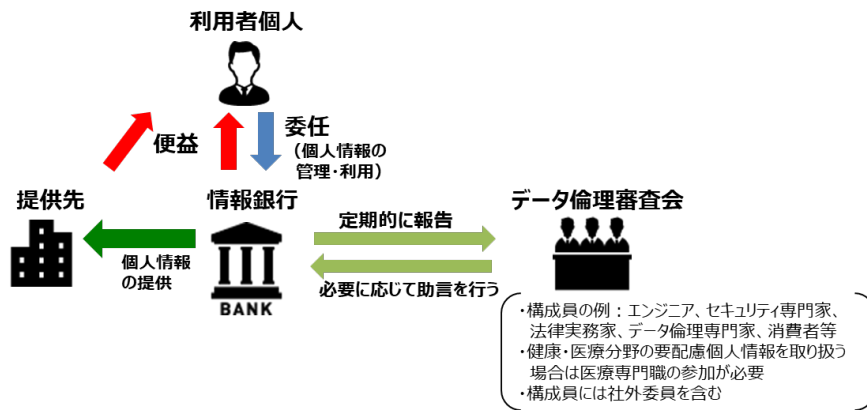 利用者個人
便益
委任
（個人情報の
管理・利用）
提供先
情報銀行
データ倫理審査会
定期的に報告
個人情報
の提供
必要に応じて助言を行う
BANK
・構成員の例：エンジニア、セキュリティ専門家、
法律実務家、データ倫理専門家、消費者等
・健康・医療分野の要配慮個人情報を取り扱う
場合は医療専門職の参加が必要
・構成員には社外委員を含む